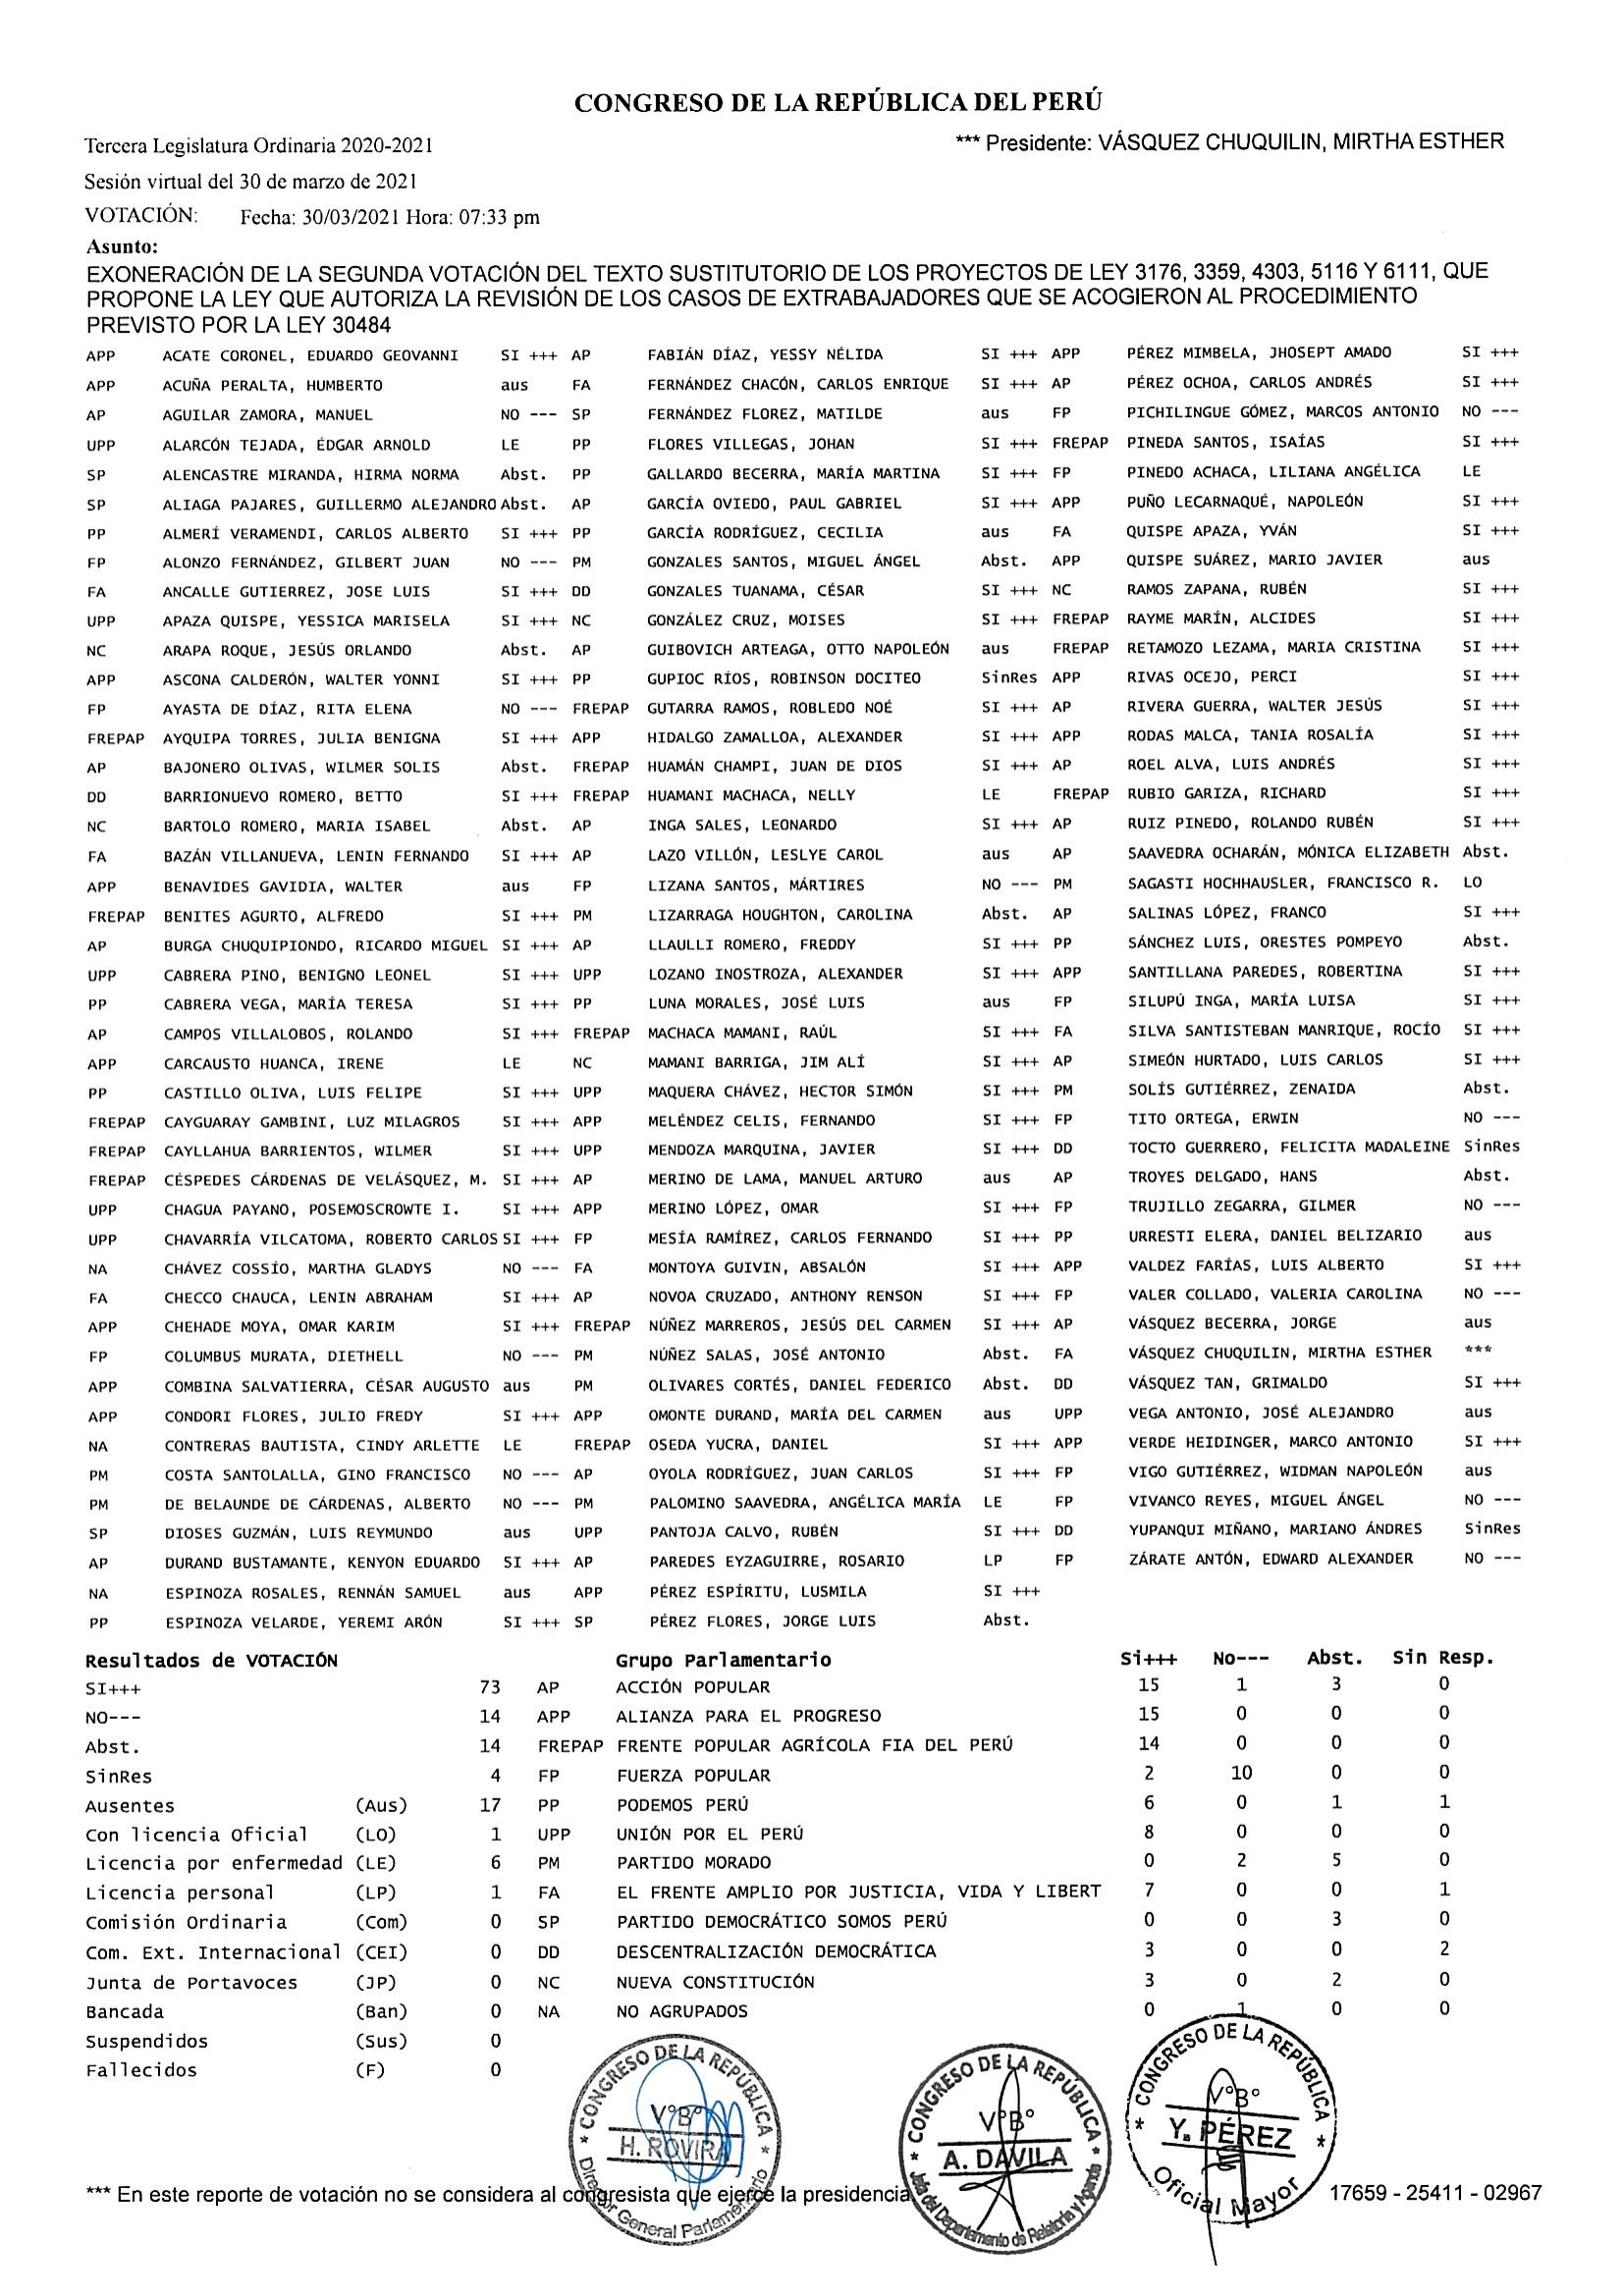 CONGRESO DE LA REPÚBLICA DEL PERÚ
Tercera Legislatura Ordinaria 2020-2021 *** Presidente: VÁSQUEZ CHUQUILIN, MIRTHA ESTHER
Sesión virtual del 30 de marzo de 2021
VOTACIÓN: Fecha: 30/03/2021 Hora: 07:33 pm
Asunto:
EXONERACIÓN DE LA SEGUNDA VOTACIÓN DEL TEXTO SUSTITUTORIO DE LOS PROYECTOS DE LEY 3176, 3359, 4303, 5116 Y 6111, QUE
PROPONE LA LEY QUE AUTORIZA LA REVISIÓN DE LOS CASOS DE EXTRABAJADORES QUE SE ACOGIERON AL PROCEDIMIENTO
PREVISTO POR LA LEY 30484
APP ACATE CORONEL, EDUARDO GEOVANNI SI +++ AP FABIÁN DÍAZ, YESSY NÉLIDA SI +++ APP PÉREZ MIMBELA, JHOSEPT AMADO SI +++
APP ACUÑA PERALTA, HUMBERTO aus FA FERNÁNDEZ CHACÓN, CARLOS ENRIQUE SI +++ AP PÉREZ OCHOA, CARLOS ANDRÉS SI +++
AP AGUILAR ZAMORA, MANUEL NO --- SP FERNÁNDEZ FLOREZ, MATILDE aus FP PICHILINGUE GÓMEZ, MARCOS ANTONIO NO ---
UPP ALARCÓN TEJADA, EDGAR ARNOLD LE PP FLORES VILLEGAS, JOHAN SI +++ FREPAP PINEDA SANTOS, ISAÍAS SI +++
SP ALENCASTRE MIRANDA, HIRMA NORMA Abst. PP GALLARDO BECERRA, MARÍA MARTINA SI +++ FP PINEDO ACHACA, LILIANA ANGÉLICA LE
SP ALIAGA PAJARES, GUILLERMO ALEJANDRO Abst. AP GARCÍA OVIEDO, PAUL GABRIEL SI +++ APP PUÑO LECARNAQUÉ, NAPOLEÓN SI +++
PP ALMERÍ VERAMENDI, CARLOS ALBERTO SI +++ PP GARCÍA RODRÍGUEZ, CECILIA aus FA QUISPE APAZA, YVÁN SI +++
FP ALONZO FERNÁNDEZ, GILBERT JUAN NO --- PM GONZALES SANTOS, MIGUEL ÁNGEL Abst. APP QUISPE SUÁREZ, MARIO JAVIER aus
FA ANCALLE GUTIERREZ, JOSE LUIS SI +++ DD GONZALES TUANAMA, CÉSAR SI +++ NC RAMOS ZAPANA, RUBÉN SI +++
UPP APAZA QUISPE, YESSICA MARISELA SI +++ NC GONZÁLEZ CRUZ, MOISES SI +++ FREPAP RAYME MARÍN, ALCIDES SI +++
NC ARAPA ROQUE, JESÚS ORLANDO Abst. AP GUIBOVICH ARTEAGA, OTTO NAPOLEÓN aus FREPAP RETAMOZO LEZAMA, MARIA CRISTINA SI +++
APP ASCONA CALDERÓN, WALTER YONNI SI +++ PP GUPIOC RÍOS, ROBINSON DOCITEO SinRes APP RIVAS OCEJO, PERCI SI +++
FP AYASTA DE DÍAZ, RITA ELENA NO --- FREPAP GUTARRA RAMOS, ROBLEDO NOÉ SI +++ AP RIVERA GUERRA, WALTER JESÚS SI +++
FREPAP AYQUIPA TORRES, JULIA BENIGNA SI +++ APP HIDALGO ZAMALLOA, ALEXANDER SI +++ APP RODAS MALCA, TANIA ROSALÍA SI +++
AP BAJONERO OLIVAS, WILMER SOLIS Abst. FREPAP HUAMÁN CHAMPI, JUAN DE DIOS SI +++ AP ROEL ALVA, LUIS ANDRÉS SI +++
DD BARRIONUEVO ROMERO, BETTO SI +++ FREPAP HUAMANI MACHACA, NELLY LE FREPAP RUBIO GARIZA, RICHARD SI +++
NC BARTOLO ROMERO, MARIA ISABEL Abst. AP INGA SALES, LEONARDO SI +++ AP RUIZ PINEDO, ROLANDO RUBÉN SI +++
FA BAZÁN VILLANUEVA, LENIN FERNANDO SI +++ AP LAZO VILLÓN, LESLYE CAROL aus AP SAAVEDRA OCHARÁN, MÓNICA ELIZABETH Abst.
APP BENAVIDES GAVIDIA, WALTER aus FP LIZANA SANTOS, MÁRTIRES NO --- PM SAGASTI HOCHHAUSLER, FRANCISCO R. LO
FREPAP BENITES AGURTO, ALFREDO SI +++ PM LIZARRAGA HOUGHTON, CAROLINA Abst. AP SALINAS LÓPEZ, FRANCO SI +++
AP BURGA CHUQUIPIONDO, RICARDO MIGUEL SI +++ AP LLAULLI ROMERO, FREDDY SI +++ PP SÁNCHEZ LUIS, ORESTES POMPEYO Abst.
UPP CABRERA PINO, BENIGNO LEONEL SI +++ UPP LOZANO INOSTROZA, ALEXANDER SI +++ APP SANTILLANA PAREDES, ROBERTINA SI +++
PP CABRERA VEGA, MARÍA TERESA SI +++ PP LUNA MORALES, JOSÉ LUIS aus FP SILUPÚ INGA, MARÍA LUISA SI +++
AP CAMPOS VILLALOBOS, ROLANDO SI +++ FREPAP MACHACA MAMANI, RAÚL SI +++ FA SILVA SANTISTEBAN MANRIQUE, ROCÍO SI +++
APP CARCAUSTO HUANCA, IRENE LE NC MAMANI BARRIGA, JIM ALÍ SI +++ AP SIMEÓN HURTADO, LUIS CARLOS SI +++
PP CASTILLO OLIVA, LUIS FELIPE SI +++ UPP MAQUERA CHÁVEZ, HECTOR SIMÓN SI +++ PM SOLÍS GUTIÉRREZ, ZENAIDA Abst.
FREPAP CAYGUARAY GAMBINI, LUZ MILAGROS SI +++ APP MELÉNDEZ CELIS, FERNANDO SI +++ FP TITO ORTEGA, ERWIN NO ---
FREPAP CAYLLAHUA BARRIENTOS, WILMER SI +++ UPP MENDOZA MARQUINA, JAVIER SI +++ DD TOCTO GUERRERO, FELICITA MADALEINE SinRes
FREPAP CÉSPEDES CÁRDENAS DE VELÁSQUEZ, M. SI +++ AP MERINO DE LAMA, MANUEL ARTURO aus AP TROYES DELGADO, HANS Abst.
UPP CHAGUA PAYANO, POSEMOSCROWTE I. SI +++ APP MERINO LÓPEZ, OMAR SI +++ FP TRUJILLO ZEGARRA, GILMER NO ---
UPP CHAVARRÍA VILCATOMA, ROBERTO CARLOS SI +++ FP MESÍA RAMÍREZ, CARLOS FERNANDO SI +++ PP URRESTI ELERA, DANIEL BELIZARIO aus
NA CHÁVEZ COSSÍO, MARTHA GLADYS NO --- FA MONTOYA GUIVIN, ABSALÓN SI +++ APP VALDEZ FARÍAS, LUIS ALBERTO SI +++
FA CHECCO CHAUCA, LENIN ABRAHAM SI +++ AP NOVOA CRUZADO, ANTHONY RENSON SI +++ FP VALER COLLADO, VALERIA CAROLINA NO ---
APP CHEHADE MOYA, OMAR KARIM SI +++ FREPAP NÚÑEZ MARREROS, JESÚS DEL CARMEN SI +++ AP VÁSQUEZ BECERRA, JORGE aus
FP COLUMBUS MURATA, DIETHELL NO --- PM NÚÑEZ SALAS, JOSÉ ANTONIO Abst. FA VÁSQUEZ CHUQUILIN, MIRTHA ESTHER ***
APP COMBINA SALVATIERRA, CÉSAR AUGUSTO aus PM OLIVARES CORTÉS, DANIEL FEDERICO Abst. DD VÁSQUEZ TAN, GRIMALDO SI +++
APP CONDORI FLORES, JULIO FREDY SI +++ APP OMONTE DURAND, MARÍA DEL CARMEN aus UPP VEGA ANTONIO, JOSÉ ALEJANDRO aus
NA CONTRERAS BAUTISTA, CINDY ARLETTE LE FREPAP OSEDA YUCRA, DANIEL SI +++ APP VERDE HEIDINGER, MARCO ANTONIO SI +++
PM COSTA SANTOLALLA, GINO FRANCISCO NO --- AP OYOLA RODRÍGUEZ, JUAN CARLOS SI +++ FP VIGO GUTIÉRREZ, WIDMAN NAPOLEÓN aus
PM DE BELAUNDE DE CÁRDENAS, ALBERTO NO --- PM PALOMINO SAAVEDRA, ANGÉLICA MARÍA LE FP VIVANCO REYES, MIGUEL ÁNGEL NO ---
SP DIOSES GUZMÁN, LUIS REYMUNDO aus UPP PANTOJA CALVO, RUBÉN SI +++ DD YUPANQUI MIÑANO, MARIANO ÁNDRES SinRes
AP DURAND BUSTAMANTE, KENYON EDUARDO SI +++ AP PAREDES EYZAGUIRRE, ROSARIO LP FP ZÁRATE ANTÓN, EDWARD ALEXANDER NO ---
NA ESPINOZA ROSALES, RENNÁN SAMUEL aus APP PÉREZ ESPÍRITU, LUSMILA SI +++
PP ESPINOZA VELARDE, YEREMI ARÓN SI +++ SP PÉREZ FLORES, JORGE LUIS Abst.
Resultados de VOTACIÓN Grupo Parlamentario Si+++ No--- Abst. Sin Resp.
SI+++ 73 AP ACCIÓN POPULAR 15 1 3 0
NO--- 14 APP ALIANZA PARA EL PROGRESO 15 0 0 0
Abst. 14 FREPAP FRENTE POPULAR AGRÍCOLA FIA DEL PERÚ 14 0 0 0
SinRes 4 FP FUERZA POPULAR 2 10 0 0
Ausentes (Aus) 17 PP PODEMOS PERÚ 6 0 1 1
Con licencia Oficial (LO) 1 UPP UNIÓN POR EL PERÚ 8 0 0 0
Licencia por enfermedad (LE) 6 PM PARTIDO MORADO 0 2 5 0
Licencia personal (LP) 1 FA EL FRENTE AMPLIO POR JUSTICIA, VIDA Y LIBERT 7 0 0 1
Comisión Ordinaria (Com) 0 SP PARTIDO DEMOCRÁTICO SOMOS PERÚ 0 0 3 0
Com. Ext. Internacional (CEI) 0 DD DESCENTRALIZACIÓN DEMOCRÁTICA 3 0 0 2
Junta de Portavoces (JP) 0 NC NUEVA CONSTITUCIÓN 3 0 2 0
Bancada (Ban) 0 NA NO AGRUPADOS 0 1 0 0
Suspendidos (Sus) 0
Fallecidos (F) 0
* CONGRESO DE LA REPÚBLICA *
V°B°
H. ROVIRA
Director General Parlamentario
* CONGRESO DE LA REPÚBLICA *
V°B°
A. DAVILA
Jefa del Departamento de Relatoría y Agenda
* CONGRESO DE LA REPÚBLICA *
V°B°
Y. PÉREZ
Oficial Mayor
*** En este reporte de votación no se considera al congresista que ejerce la presidencia 17659 - 25411 - 02967